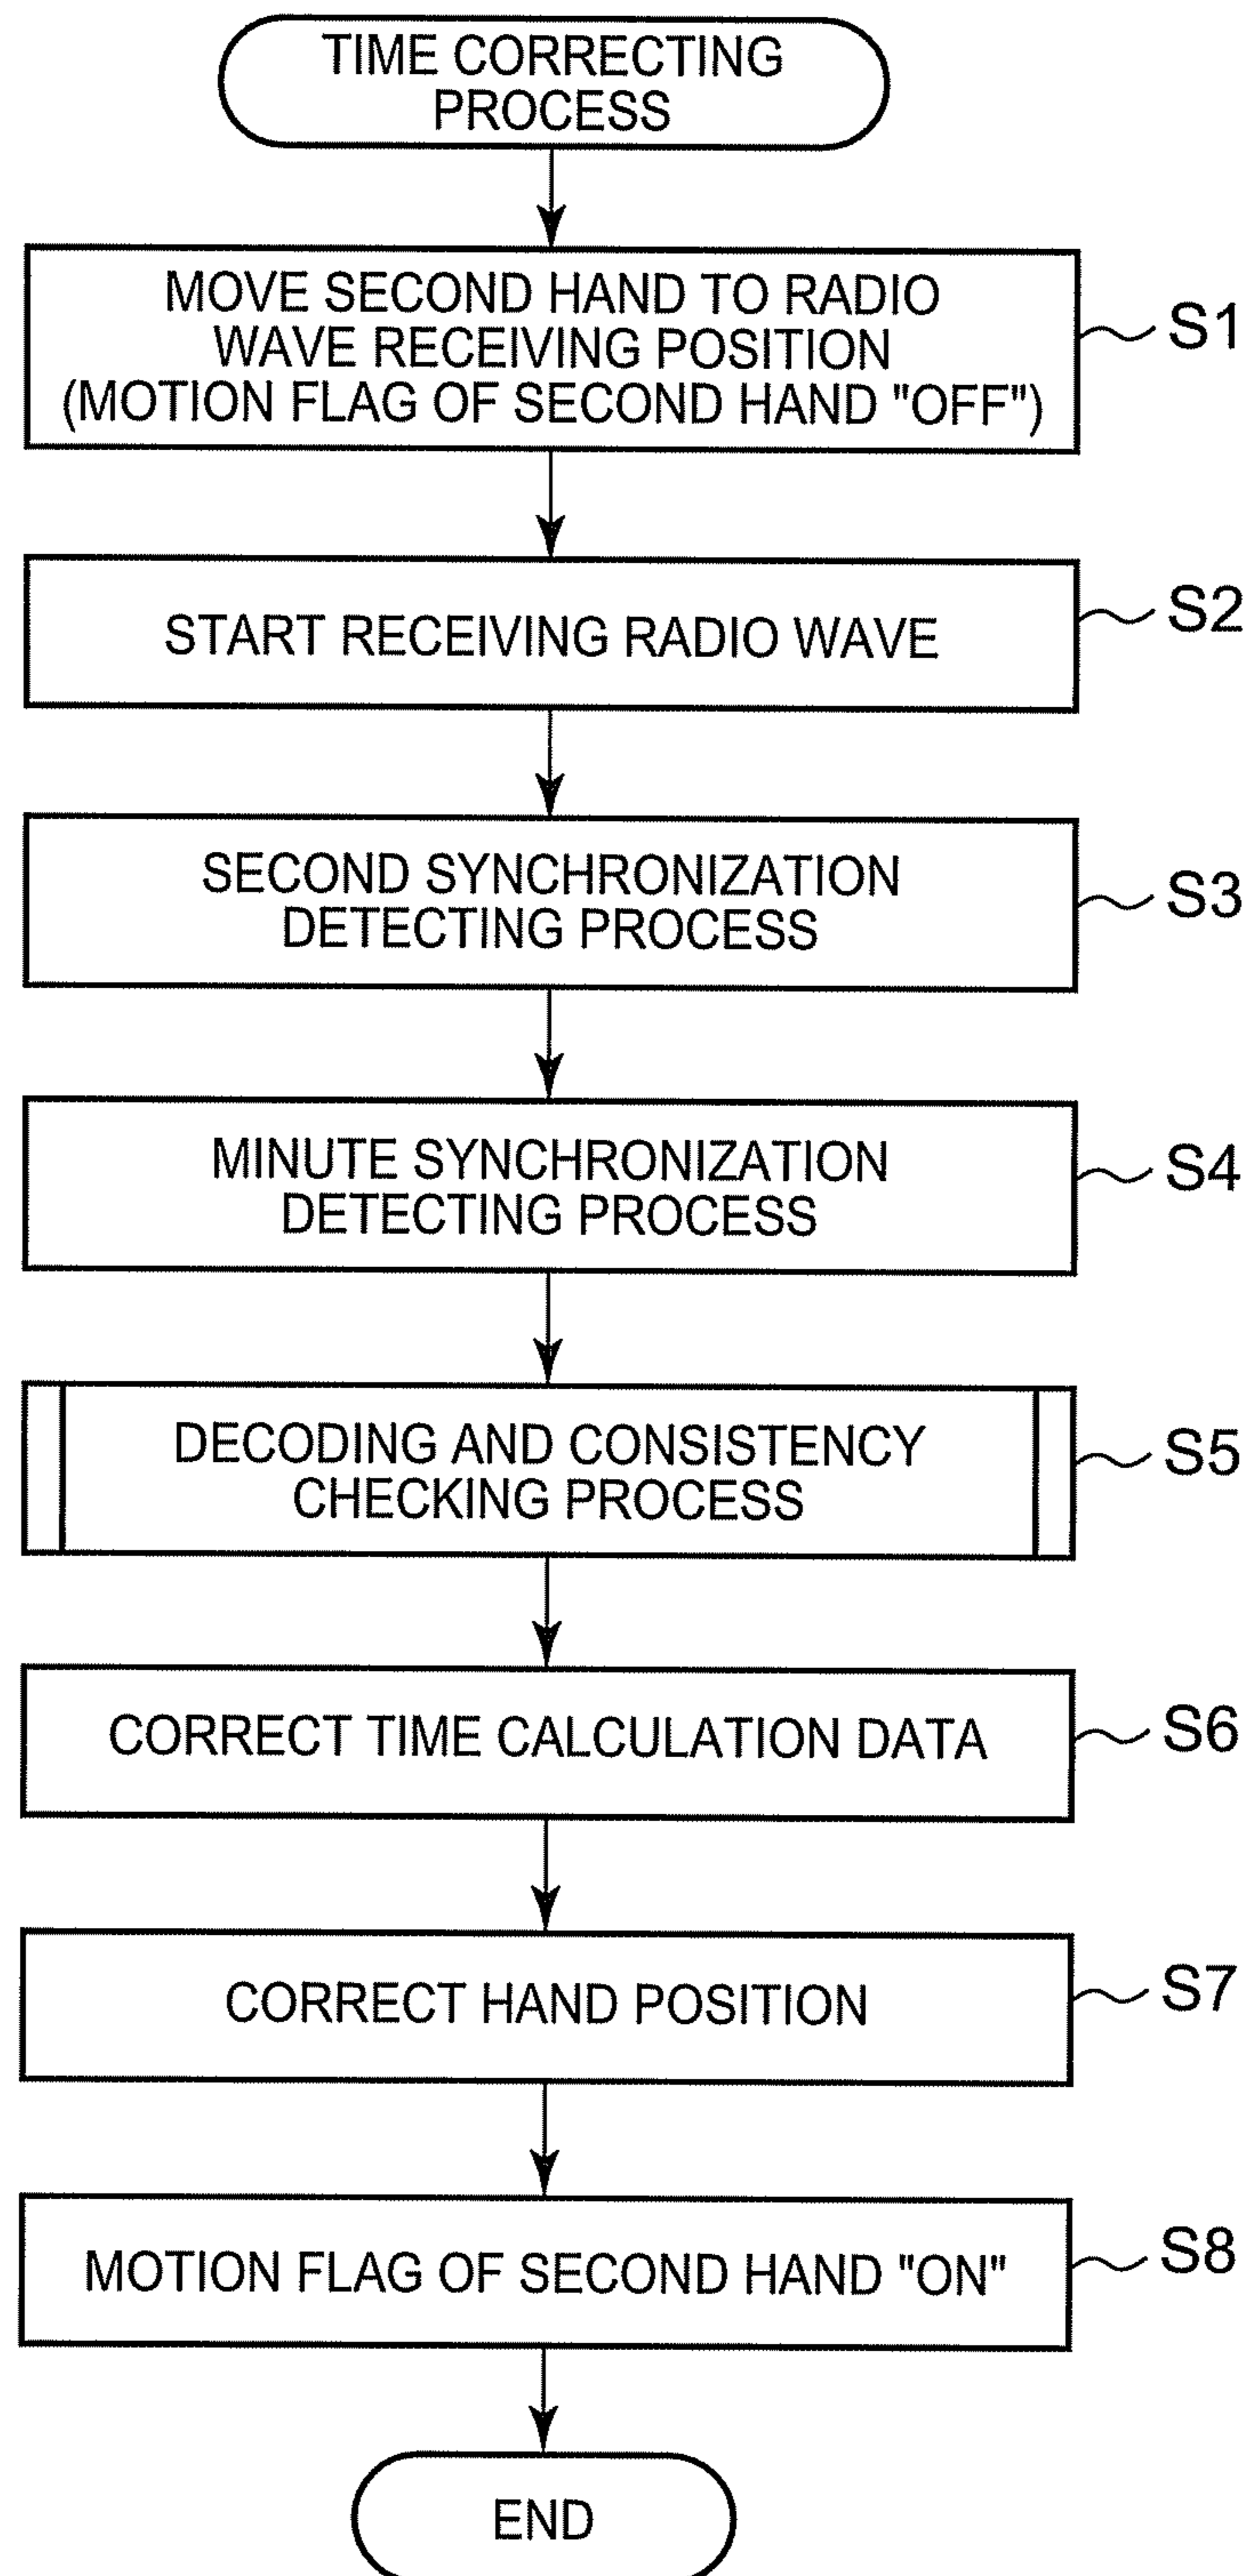 TIME CORRECTING
PROCESS
MOVE SECOND HAND TO RADIO
WAVE RECEIVING POSITION
(MOTION FLAG OF SECOND HAND "OFF")
S1
START RECEIVING RADIO WAVE
S2
SECOND SYNCHRONIZATION
DETECTING PROCESS
S3
MINUTE SYNCHRONIZATION
DETECTING PROCESS
S4
DECODING AND CONSISTENCY
CHECKING PROCESS
S5
CORRECT TIME CALCULATION DATA
S6
CORRECT HAND POSITION
S7
MOTION FLAG OF SECOND HAND "ON"
S8
END